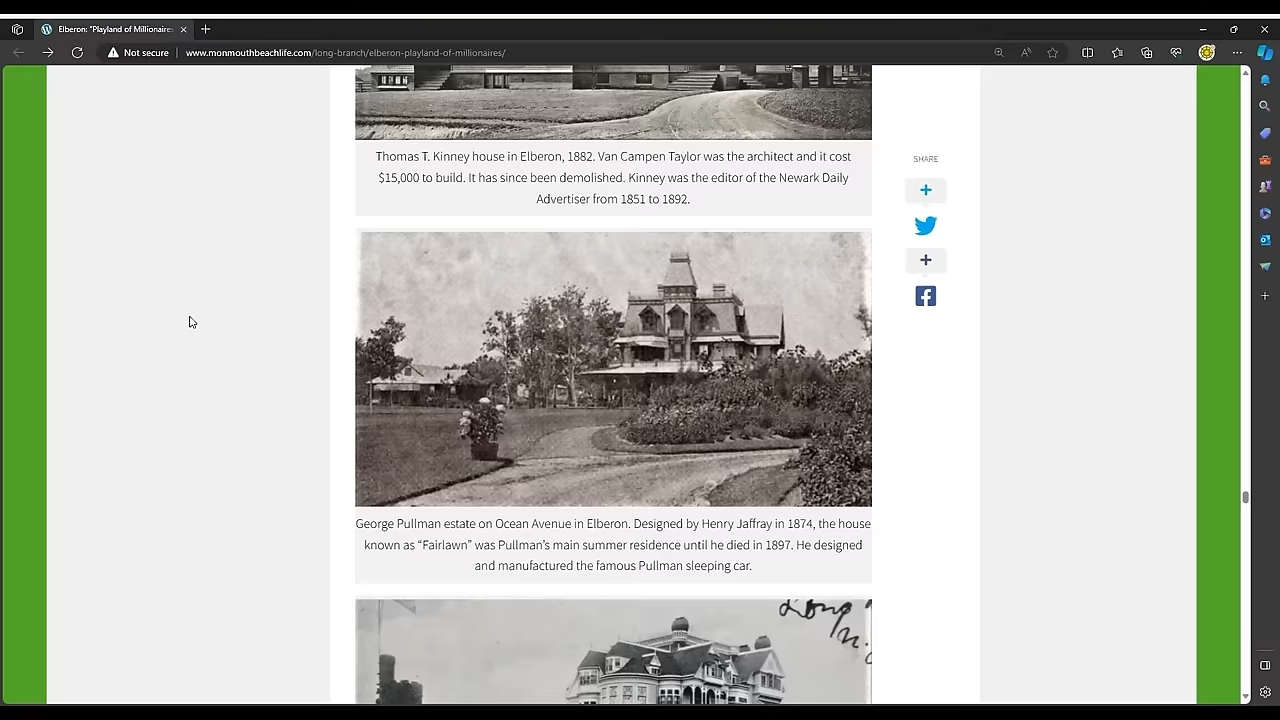 Elberon: “Playland of Millionaires
Not secure
www.monmouthbeachlife.com/long-branch/elberon-playland-of-millionaires/
Thomas T. Kinney house in Elberon, 1882. Van Campen Taylor was the architect and it cost
$15,000 to build. It has since been demolished. Kinney was the editor of the Newark Daily
Advertiser from 1851 to 1892.
SHARE
+
+
George Pullman estate on Ocean Avenue in Elberon. Designed by Henry Jaffray in 1874, the house
known as “Fairlawn” was Pullman’s main summer residence until he died in 1897. He designed
and manufactured the famous Pullman sleeping car.
Long